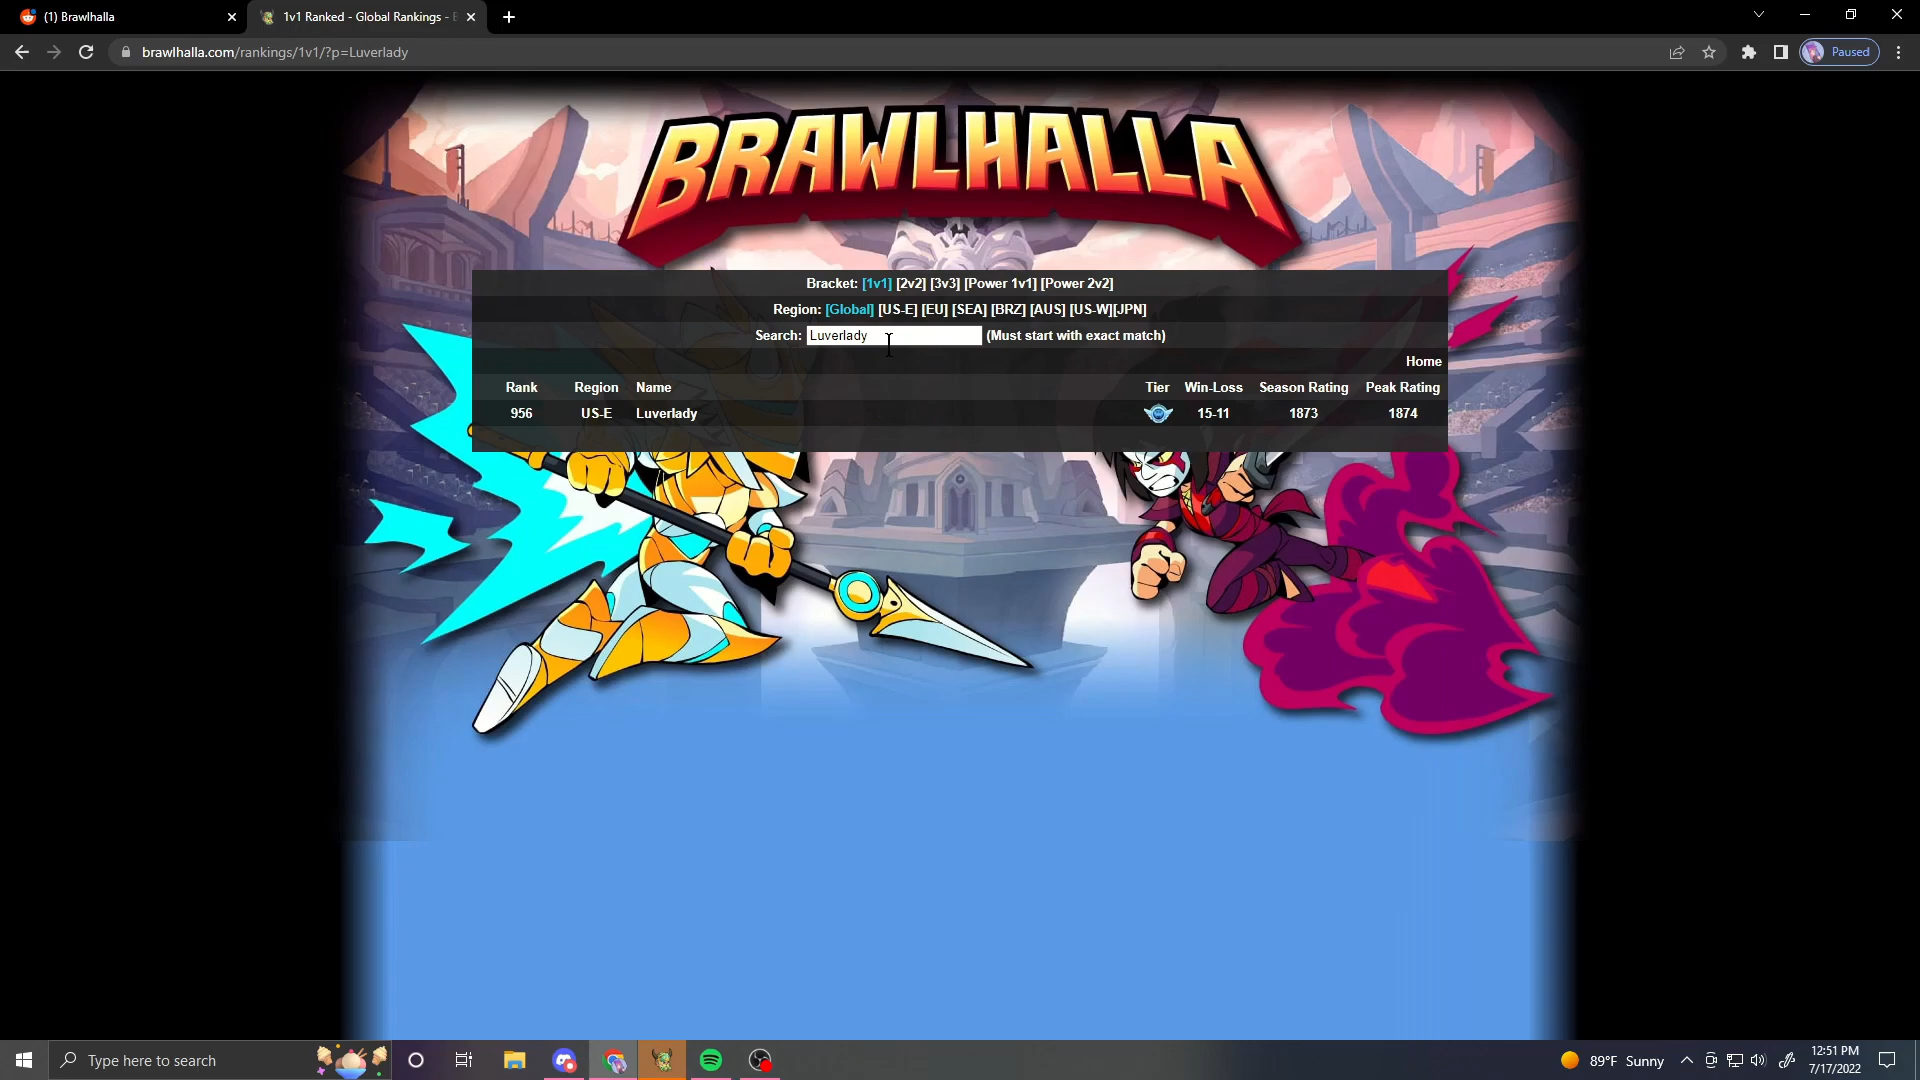 (1) Brawlhalla
1v1 Ranked - Global Rankings - B
brawlhalla.com/rankings/1v1/?p=Luverlady
Paused
BRAWLHALLA
Bracket: [1v1] [2v2] [3v3] [Power 1v1] [Power 2v2]
Region: [Global] [US-E] [EU] [SEA] [BRZ] [AUS] [US-W][JPN]
Search: Luverlady (Must start with exact match)
Home
Rank Region Name Tier Win-Loss Season Rating Peak Rating
956 US-E Luverlady 15-11 1873 1874
Type here to search
89°F Sunny
12:51 PM
7/17/2022